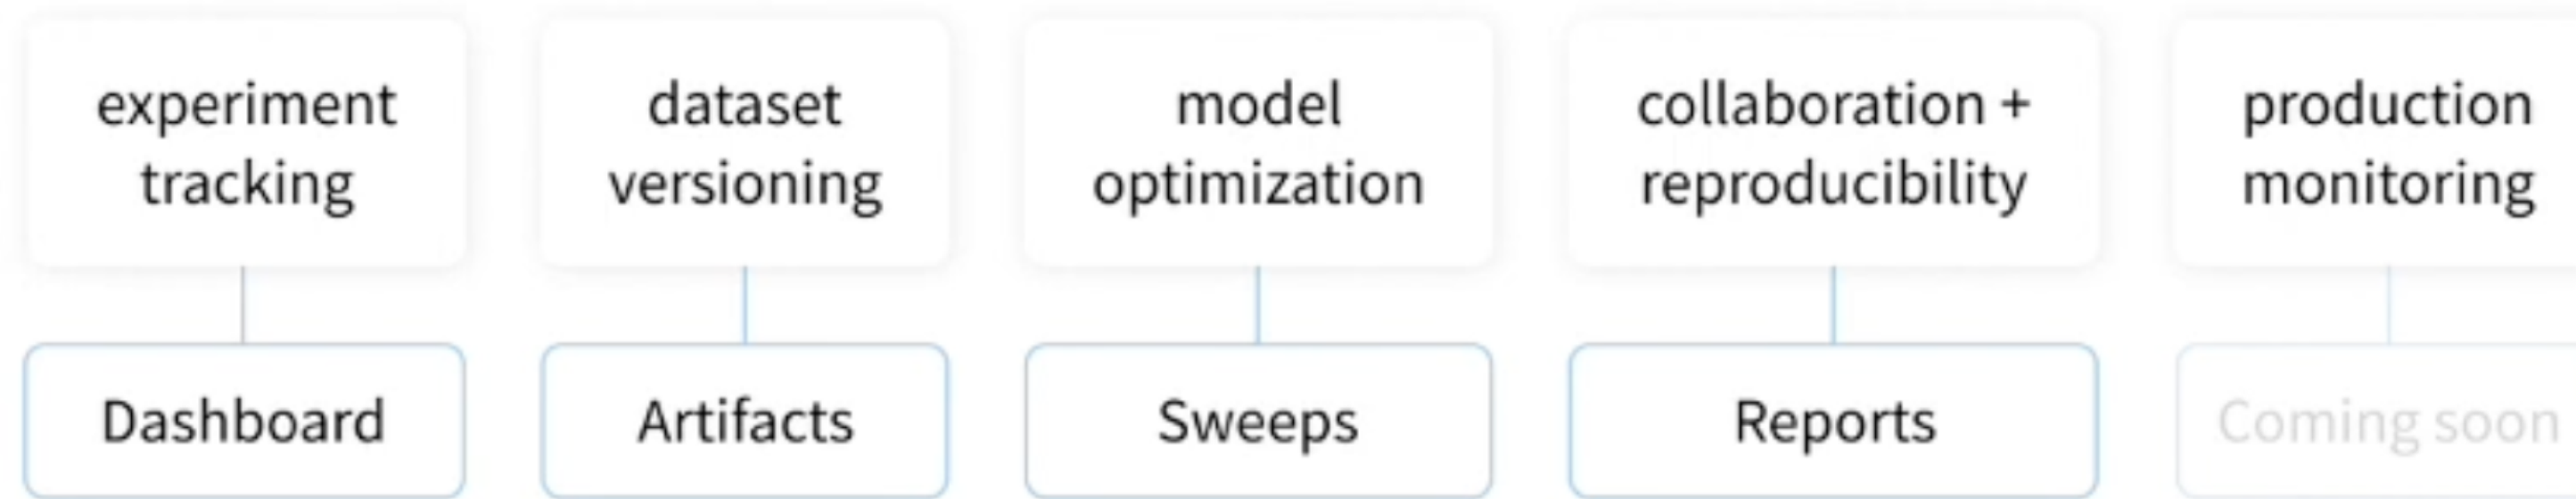 experiment
tracking
dataset
versioning
model
optimization
collaboration +
reproducibility
production
monitoring
Dashboard
Artifacts
Sweeps
Reports
Coming soon